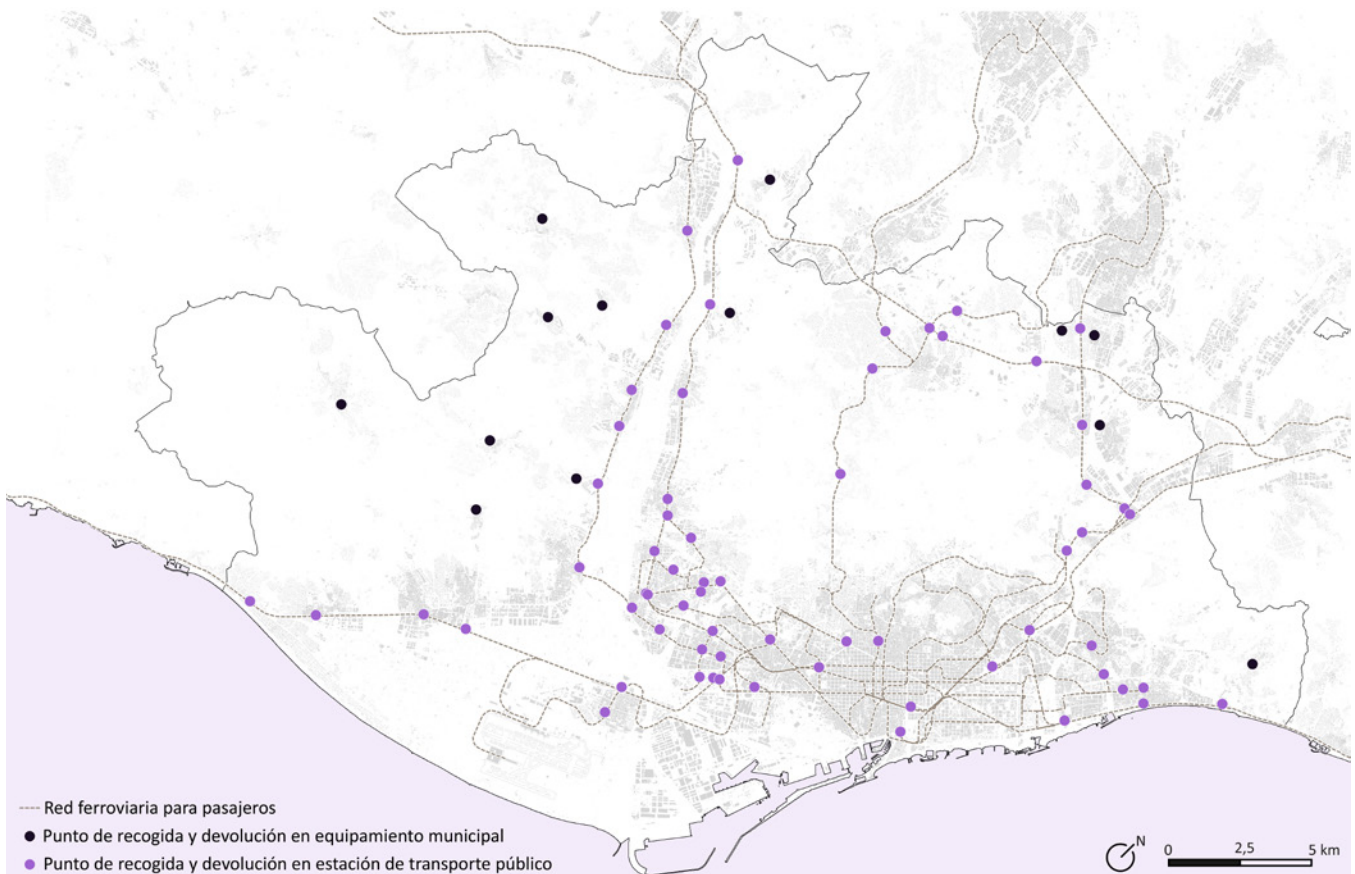 Red ferroviaria para pasajeros
Punto de recogida y devolución en equipamiento municipal
Punto de recogida y devolución en estación de transporte público
N
0 2,5 5 km